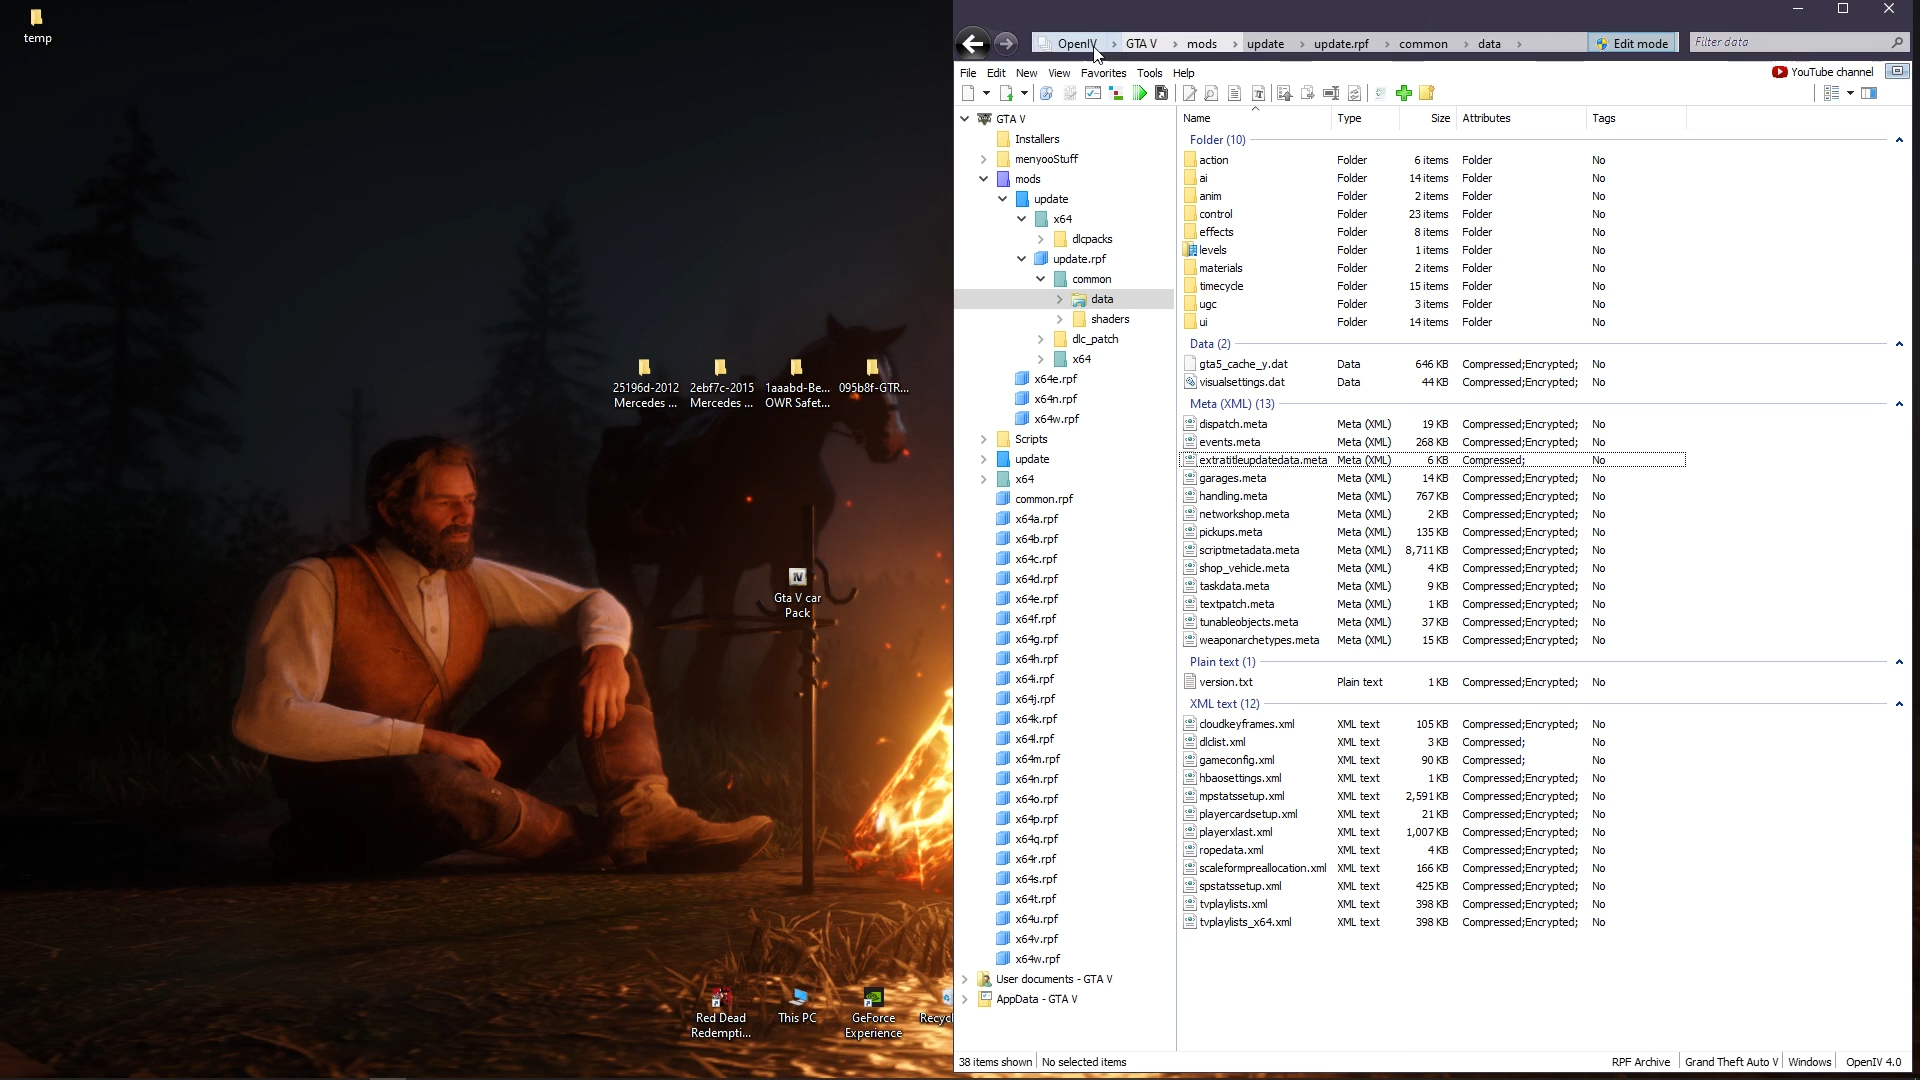 temp
25196d-2012 Mercedes ...
2ebf7c-2015 Mercedes ...
1aaabd-Be... OWR Safet...
095b8f-GTR...
IV
Gta V car Pack
Red Dead Redempti...
This PC
GeForce Experience
Recycl
OpenIV > GTA V > mods > update > update.rpf > common > data >
Edit mode
Filter data
File Edit New View Favorites Tools Help
YouTube channel
GTA V
Installers
menyooStuff
mods
update
x64
dlcpacks
update.rpf
common
data
shaders
dlc_patch
x64
x64e.rpf
x64n.rpf
x64w.rpf
Scripts
update
x64
common.rpf
x64a.rpf
x64b.rpf
x64c.rpf
x64d.rpf
x64e.rpf
x64f.rpf
x64g.rpf
x64h.rpf
x64i.rpf
x64j.rpf
x64k.rpf
x64l.rpf
x64m.rpf
x64n.rpf
x64o.rpf
x64p.rpf
x64q.rpf
x64r.rpf
x64s.rpf
x64t.rpf
x64u.rpf
x64v.rpf
x64w.rpf
User documents - GTA V
AppData - GTA V
Name Type Size Attributes Tags
Folder (10)
action Folder 6 items Folder No
ai Folder 14 items Folder No
anim Folder 2 items Folder No
control Folder 23 items Folder No
effects Folder 8 items Folder No
levels Folder 1 items Folder No
materials Folder 2 items Folder No
timecycle Folder 15 items Folder No
ugc Folder 3 items Folder No
ui Folder 14 items Folder No
Data (2)
gta5_cache_y.dat Data 646 KB Compressed;Encrypted; No
visualsettings.dat Data 44 KB Compressed;Encrypted; No
Meta (XML) (13)
dispatch.meta Meta (XML) 19 KB Compressed;Encrypted; No
events.meta Meta (XML) 268 KB Compressed;Encrypted; No
extratitleupdatedata.meta Meta (XML) 6 KB Compressed; No
garages.meta Meta (XML) 14 KB Compressed;Encrypted; No
handling.meta Meta (XML) 767 KB Compressed;Encrypted; No
networkshop.meta Meta (XML) 2 KB Compressed;Encrypted; No
pickups.meta Meta (XML) 135 KB Compressed;Encrypted; No
scriptmetadata.meta Meta (XML) 8,711 KB Compressed;Encrypted; No
shop_vehicle.meta Meta (XML) 4 KB Compressed;Encrypted; No
taskdata.meta Meta (XML) 9 KB Compressed;Encrypted; No
textpatch.meta Meta (XML) 1 KB Compressed;Encrypted; No
tunableobjects.meta Meta (XML) 37 KB Compressed;Encrypted; No
weaponarchetypes.meta Meta (XML) 15 KB Compressed;Encrypted; No
Plain text (1)
version.txt Plain text 1 KB Compressed;Encrypted; No
XML text (12)
cloudkeyframes.xml XML text 105 KB Compressed;Encrypted; No
dlclist.xml XML text 3 KB Compressed; No
gameconfig.xml XML text 90 KB Compressed; No
hbaosettings.xml XML text 1 KB Compressed;Encrypted; No
mpstatssetup.xml XML text 2,591 KB Compressed;Encrypted; No
playercardsetup.xml XML text 21 KB Compressed;Encrypted; No
playerxlast.xml XML text 1,007 KB Compressed;Encrypted; No
ropedata.xml XML text 4 KB Compressed;Encrypted; No
scaleformpreallocation.xml XML text 166 KB Compressed;Encrypted; No
spstatssetup.xml XML text 425 KB Compressed;Encrypted; No
tvplaylists.xml XML text 398 KB Compressed;Encrypted; No
tvplaylists_x64.xml XML text 398 KB Compressed;Encrypted; No
38 items shown No selected items RPF Archive Grand Theft Auto V Windows OpenIV 4.0